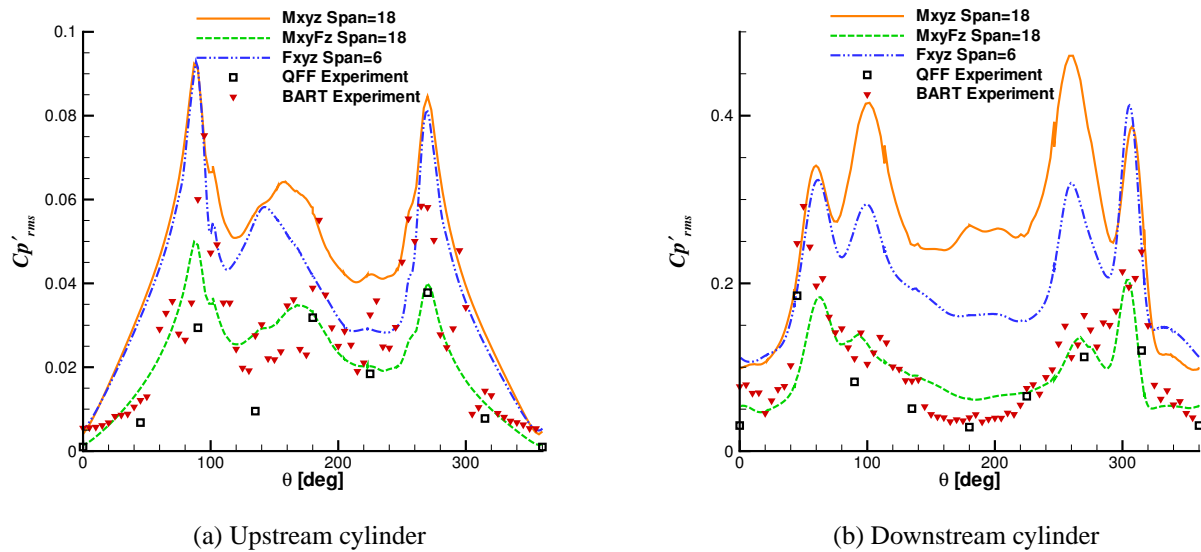 Mxyz Span=18
MxyFz Span=18
Fxyz Span=6
QFF Experiment
BART Experiment
0.1
0.08
0.06
0.04
0.02
0
Cp'rms
0 100 200 300
θ [deg]
(a) Upstream cylinder
Mxyz Span=18
MxyFz Span=18
Fxyz Span=6
QFF Experiment
BART Experiment
0.4
0.2
0
Cp'rms
0 100 200 300
θ [deg]
(b) Downstream cylinder